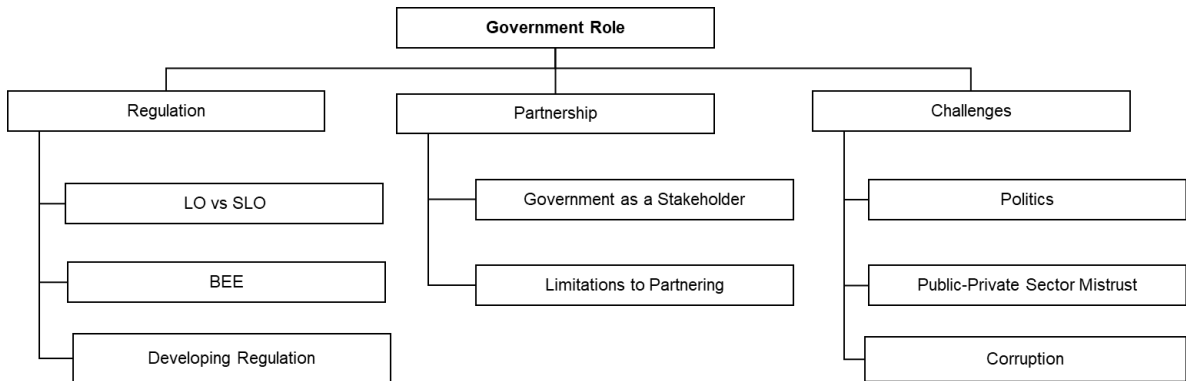 Government Role
Regulation
Partnership
Challenges
LO vs SLO
Government as a Stakeholder
Politics
BEE
Limitations to Partnering
Public-Private Sector Mistrust
Developing Regulation
Corruption